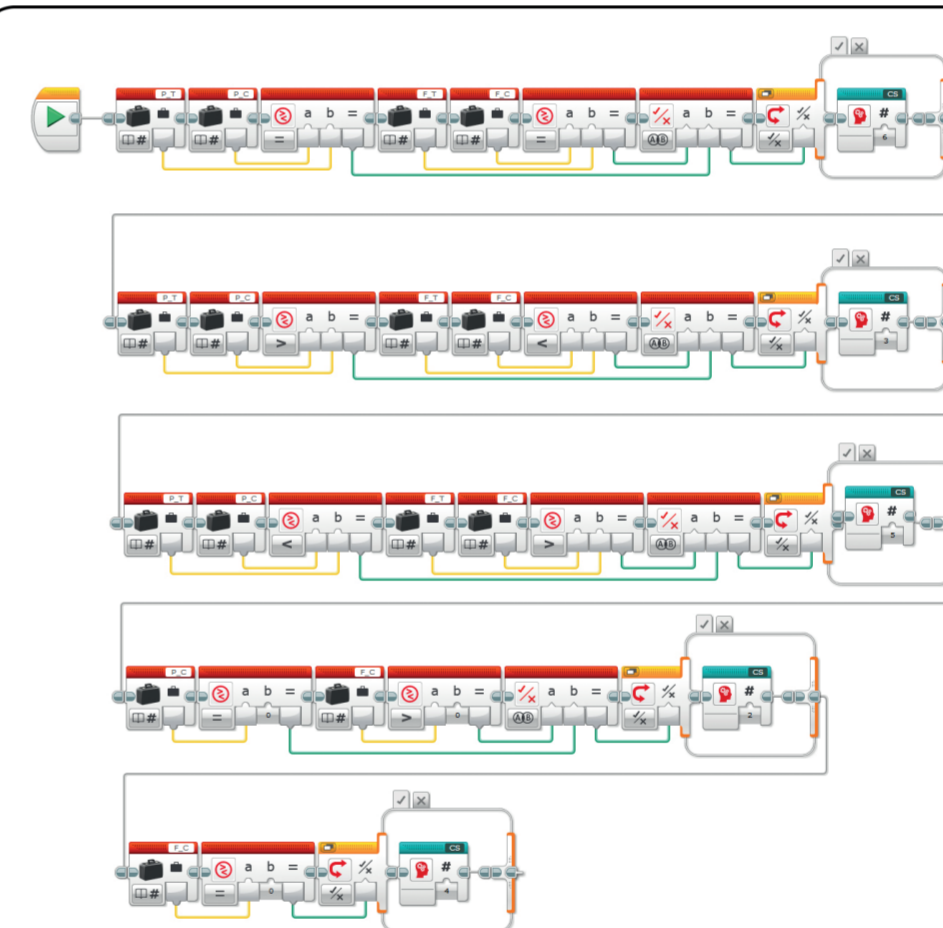 P_T P_C F_T F_C CS
a b = a b = a b = #
# # = # # = A B 6
P_T P_C F_T F_C CS
a b = a b = a b = #
# # > # # < A B 3
P_T P_C F_T F_C CS
a b = a b = a b = #
# # < # # > A B 5
P_C F_C CS
a b = a b = a b = #
# = 0 # > 0 A B 2
F_C CS
a b = #
# = 0 4